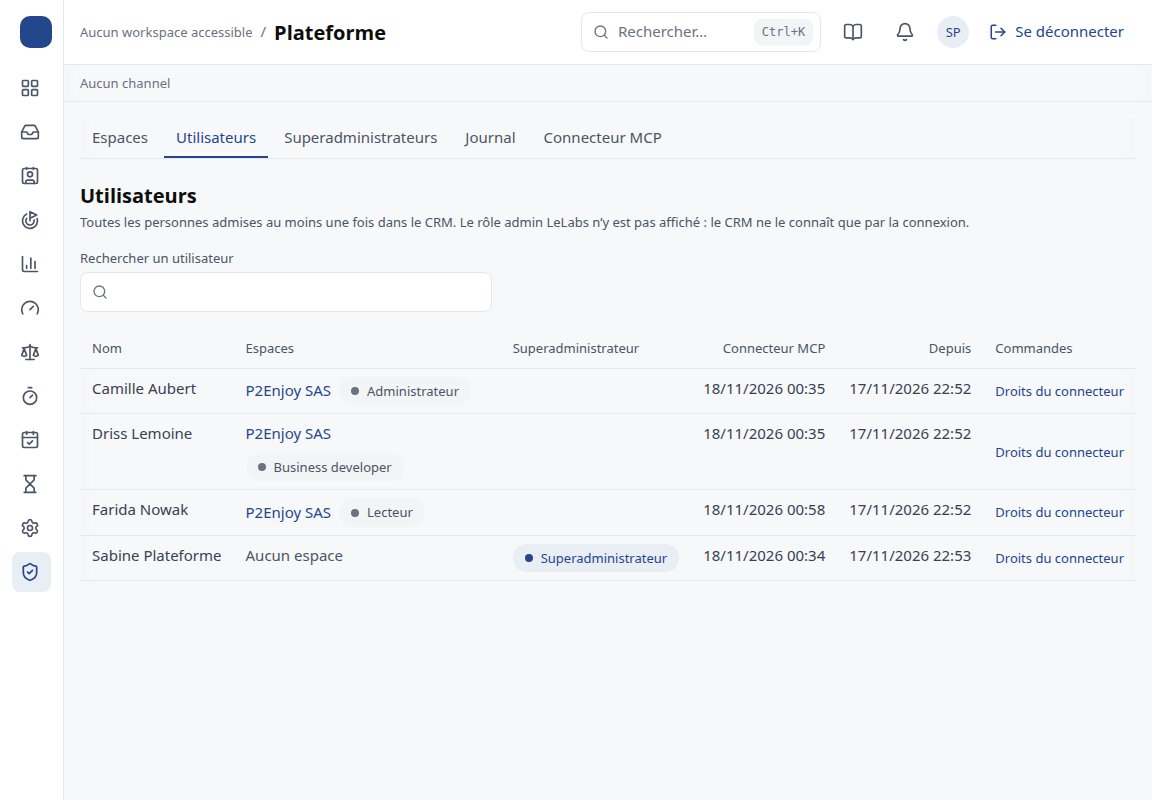 Aucun workspace accessible / Plateforme
Rechercher... Ctrl+K
SP
Se déconnecter
Aucun channel
Espaces Utilisateurs Superadministrateurs Journal Connecteur MCP
Utilisateurs
Toutes les personnes admises au moins une fois dans le CRM. Le rôle admin LeLabs n’y est pas affiché : le CRM ne le connaît que par la connexion.
Rechercher un utilisateur
Nom Espaces Superadministrateur Connecteur MCP Depuis Commandes
Camille Aubert P2Enjoy SAS Administrateur 18/11/2026 00:35 17/11/2026 22:52 Droits du connecteur
Driss Lemoine P2Enjoy SAS 18/11/2026 00:35 17/11/2026 22:52
Droits du connecteur
Business developer
Farida Nowak P2Enjoy SAS Lecteur 18/11/2026 00:58 17/11/2026 22:52 Droits du connecteur
Sabine Plateforme Aucun espace Superadministrateur 18/11/2026 00:34 17/11/2026 22:53 Droits du connecteur